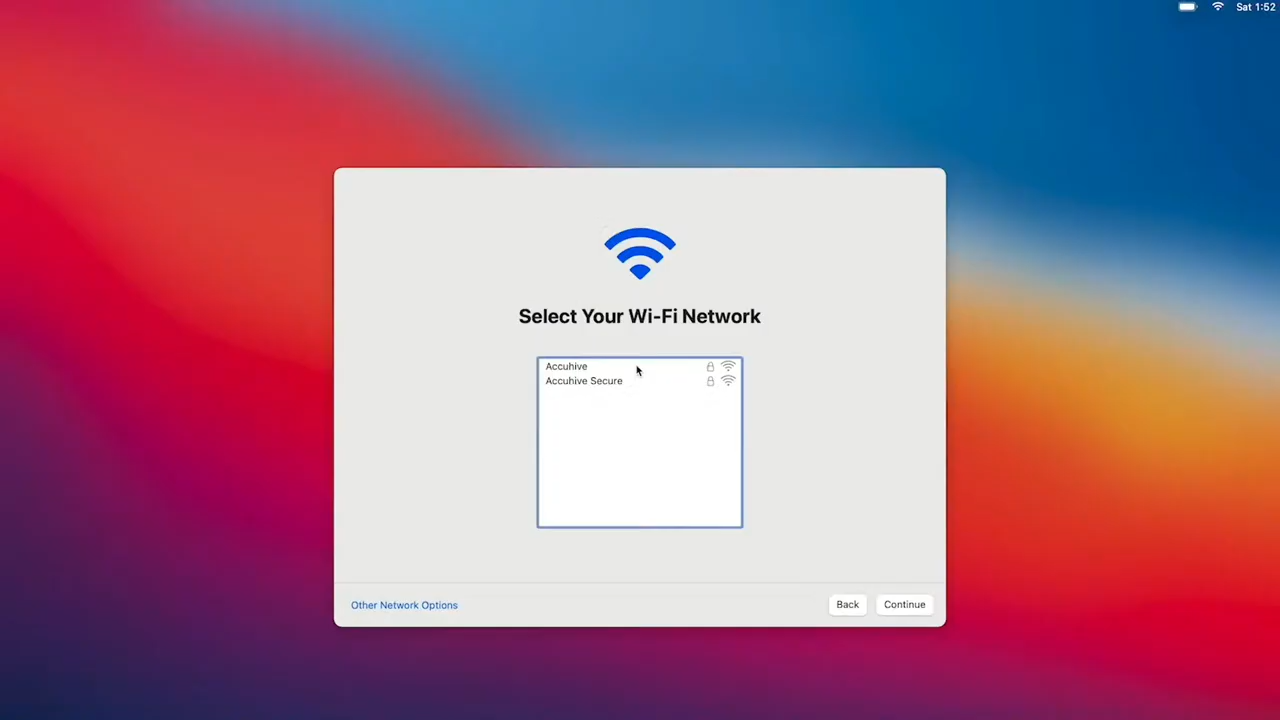 Sat 1:52
Select Your Wi-Fi Network
Accuhive
Accuhive Secure
Other Network Options
Back
Continue